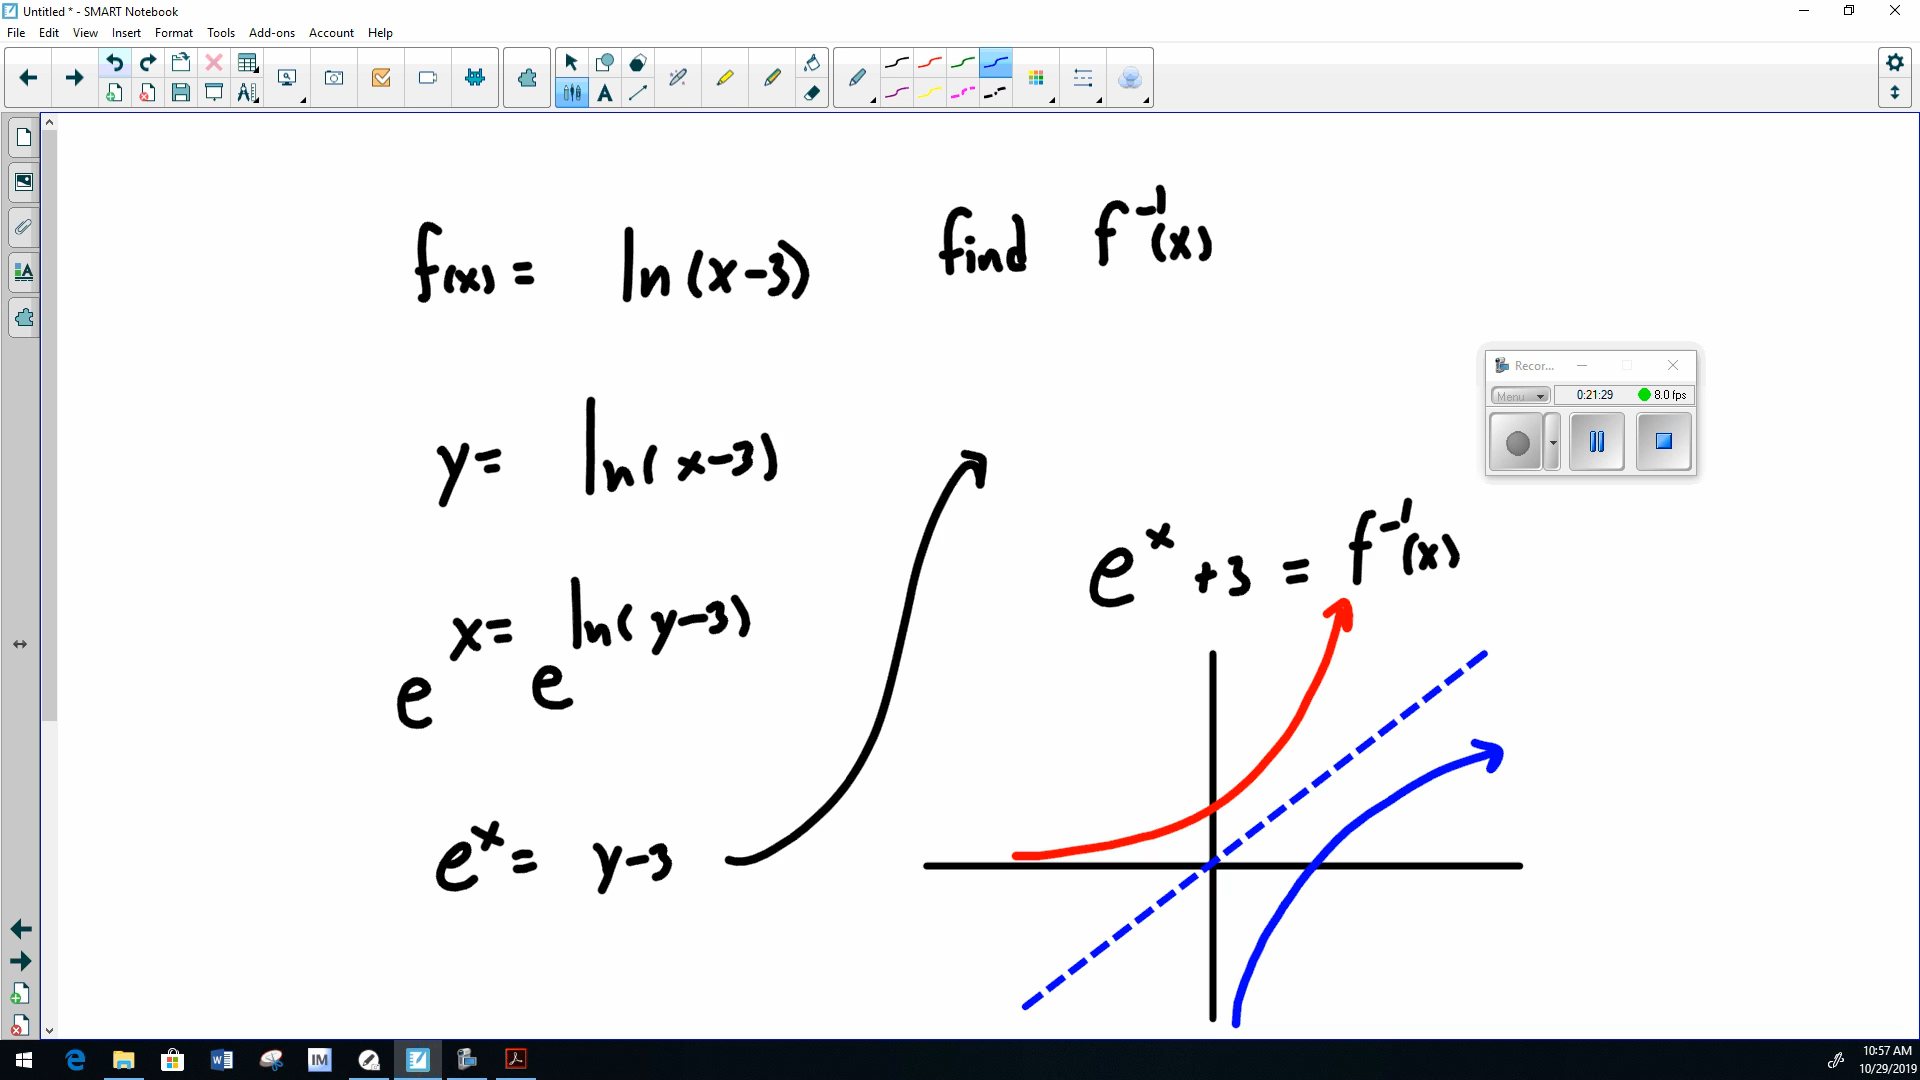 Untitled * - SMART Notebook
File Edit View Insert Format Tools Add-ons Account Help
f(x) = ln(x-3) find f⁻¹(x)
Recor...
Menu 0:21:29 8.0 fps
y = ln(x-3)
eˣ + 3 = f⁻¹(x)
x = ln(y-3)
e e
eˣ = y-3
10:57 AM
10/29/2019